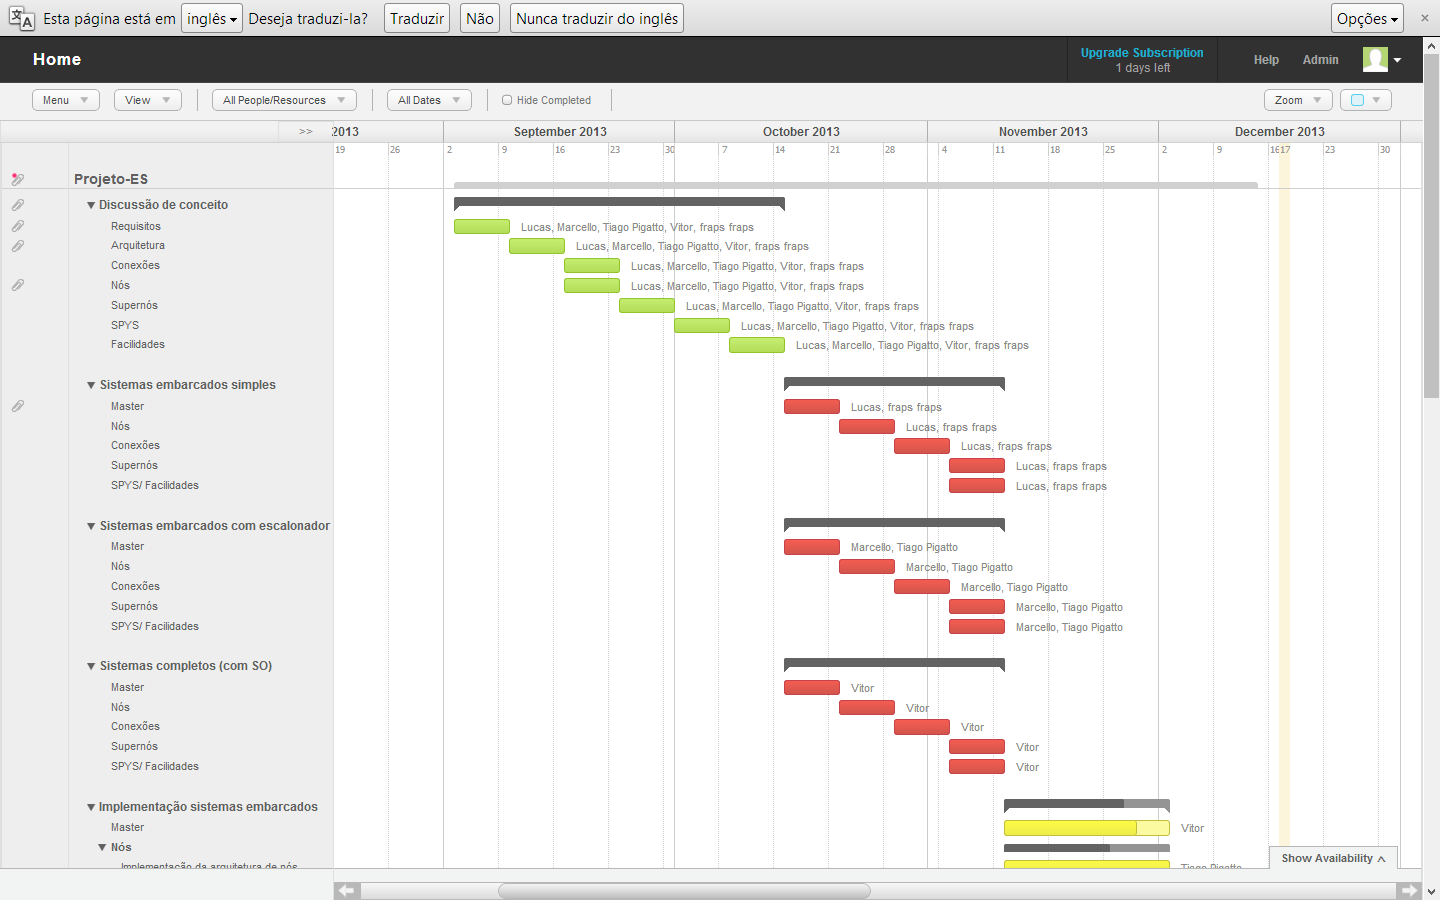 Esta página está em inglês Deseja traduzi-la? Traduzir Não Nunca traduzir do inglês Opções ×
Home Upgrade Subscription Help Admin
1 days left
Menu View All People/Resources All Dates Hide Completed Zoom
>> 2013 September 2013 October 2013 November 2013 December 2013
19 26 2 9 16 23 30 7 14 21 28 4 11 18 25 2 9 16 17 23 30
Projeto-ES
Discussão de conceito
Requisitos Lucas, Marcello, Tiago Pigatto, Vitor, fraps fraps
Arquitetura Lucas, Marcello, Tiago Pigatto, Vitor, fraps fraps
Conexões Lucas, Marcello, Tiago Pigatto, Vitor, fraps fraps
Nós Lucas, Marcello, Tiago Pigatto, Vitor, fraps fraps
Supernós Lucas, Marcello, Tiago Pigatto, Vitor, fraps fraps
SPYS Lucas, Marcello, Tiago Pigatto, Vitor, fraps fraps
Facilidades Lucas, Marcello, Tiago Pigatto, Vitor, fraps fraps
Sistemas embarcados simples
Master Lucas, fraps fraps
Nós Lucas, fraps fraps
Conexões Lucas, fraps fraps
Supernós Lucas, fraps fraps
SPYS/ Facilidades Lucas, fraps fraps
Sistemas embarcados com escalonador
Master Marcello, Tiago Pigatto
Nós Marcello, Tiago Pigatto
Conexões Marcello, Tiago Pigatto
Supernós Marcello, Tiago Pigatto
SPYS/ Facilidades Marcello, Tiago Pigatto
Sistemas completos (com SO)
Master Vitor
Nós Vitor
Conexões Vitor
Supernós Vitor
SPYS/ Facilidades Vitor
Implementação sistemas embarcados
Master Vitor
Nós
Implementação da arquitetura de nós Tiago Pigatto
Show Availability